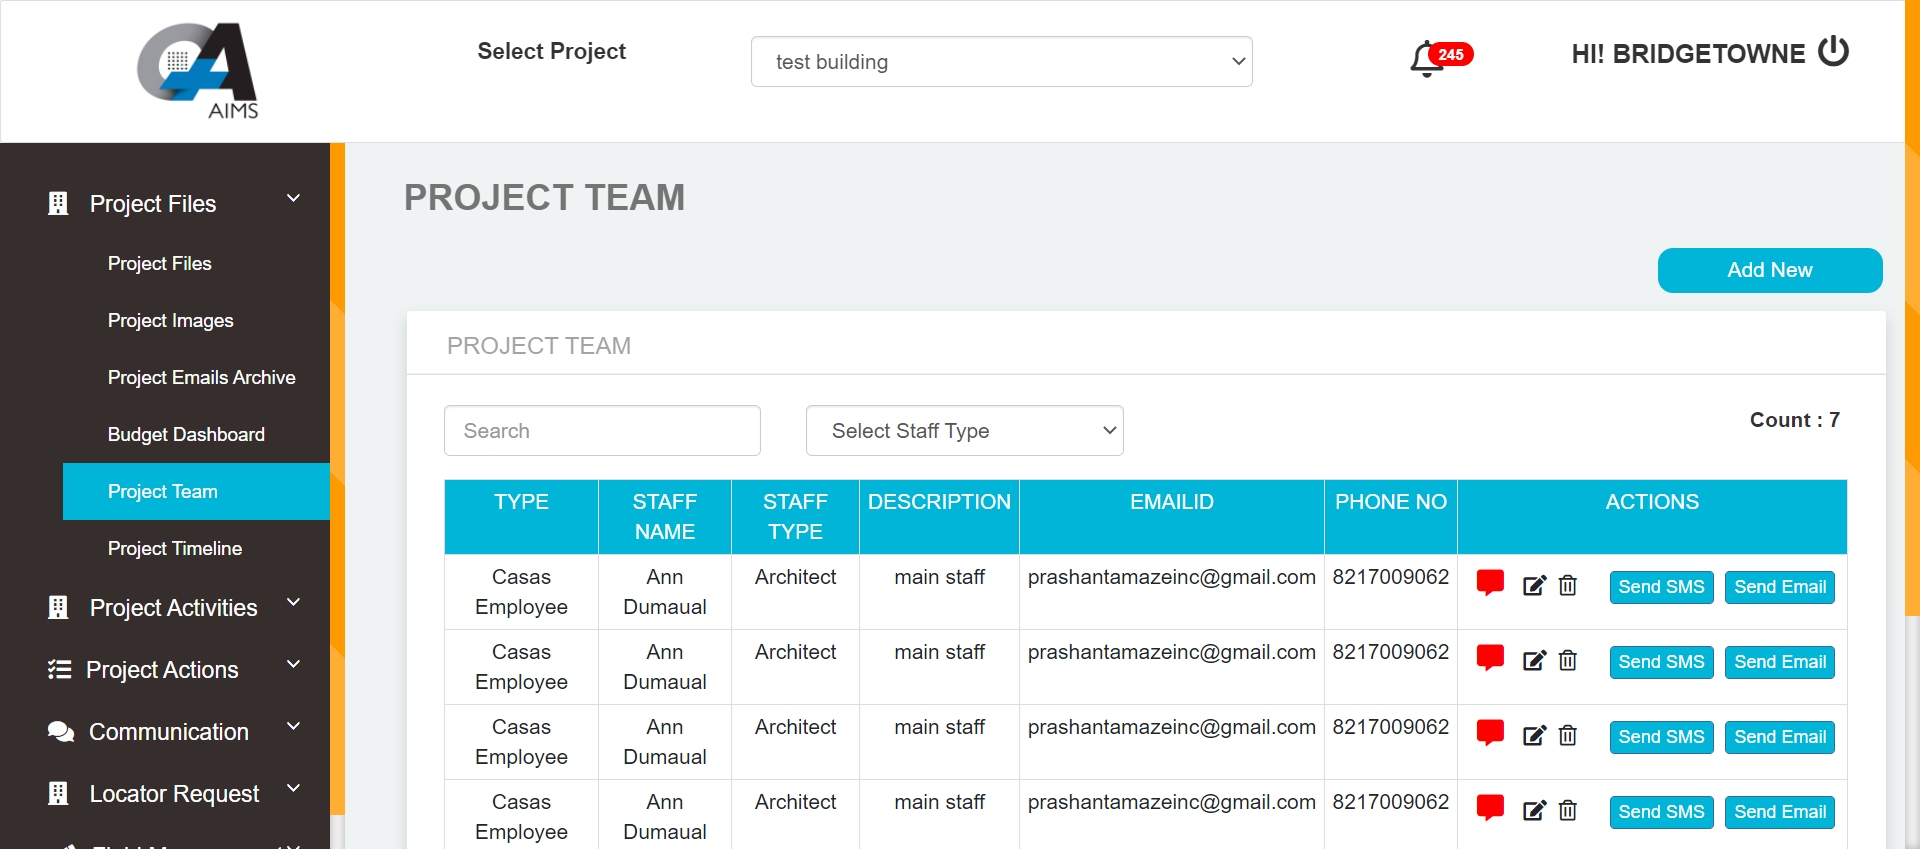 AIMS
Select Project
test building
245
HI! BRIDGETOWNE
Project Files
Project Files
Project Images
Project Emails Archive
Budget Dashboard
Project Team
Project Timeline
Project Activities
Project Actions
Communication
Locator Request
PROJECT TEAM
Add New
PROJECT TEAM
Search
Select Staff Type
Count : 7
TYPE STAFF NAME STAFF TYPE DESCRIPTION EMAILID PHONE NO ACTIONS
Casas Employee Ann Dumaual Architect main staff prashantamazeinc@gmail.com 8217009062 Send SMS Send Email
Casas Employee Ann Dumaual Architect main staff prashantamazeinc@gmail.com 8217009062 Send SMS Send Email
Casas Employee Ann Dumaual Architect main staff prashantamazeinc@gmail.com 8217009062 Send SMS Send Email
Casas Employee Ann Dumaual Architect main staff prashantamazeinc@gmail.com 8217009062 Send SMS Send Email